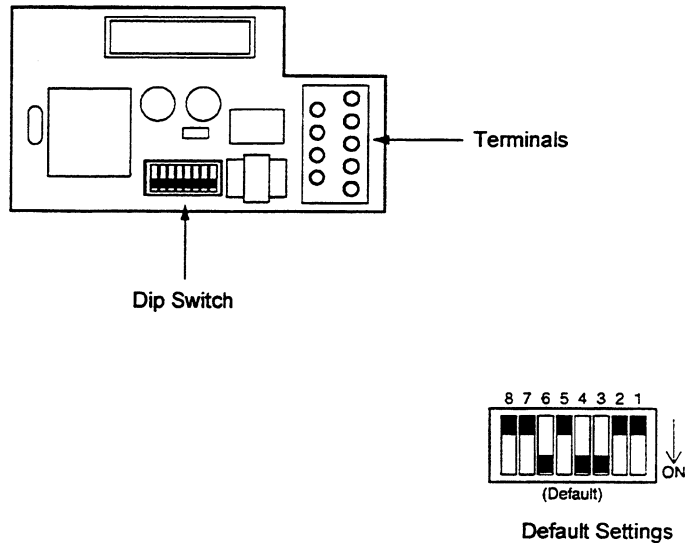 Terminals
Dip Switch
8 7 6 5 4 3 2 1
ON
(Default)
Default Settings